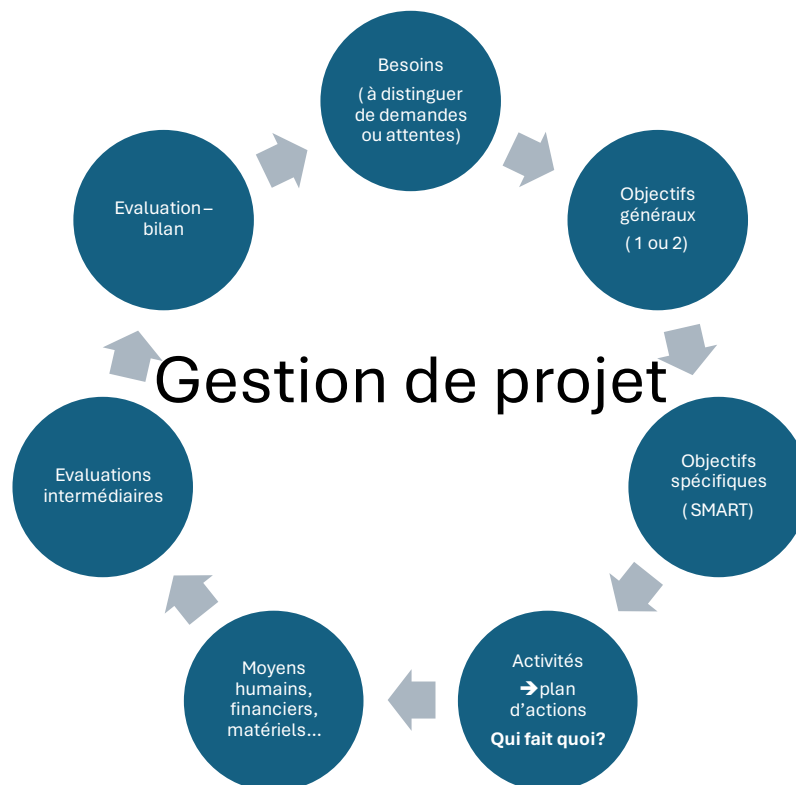 Besoins
( à distinguer
de demandes
ou attentes)
Objectifs
généraux
( 1 ou 2)
Objectifs
spécifiques
( SMART)
Activités
➔plan
d’actions
Qui fait quoi?
Moyens
humains,
financiers,
matériels...
Evaluations
intermédiaires
Evaluation –
bilan
Gestion de projet